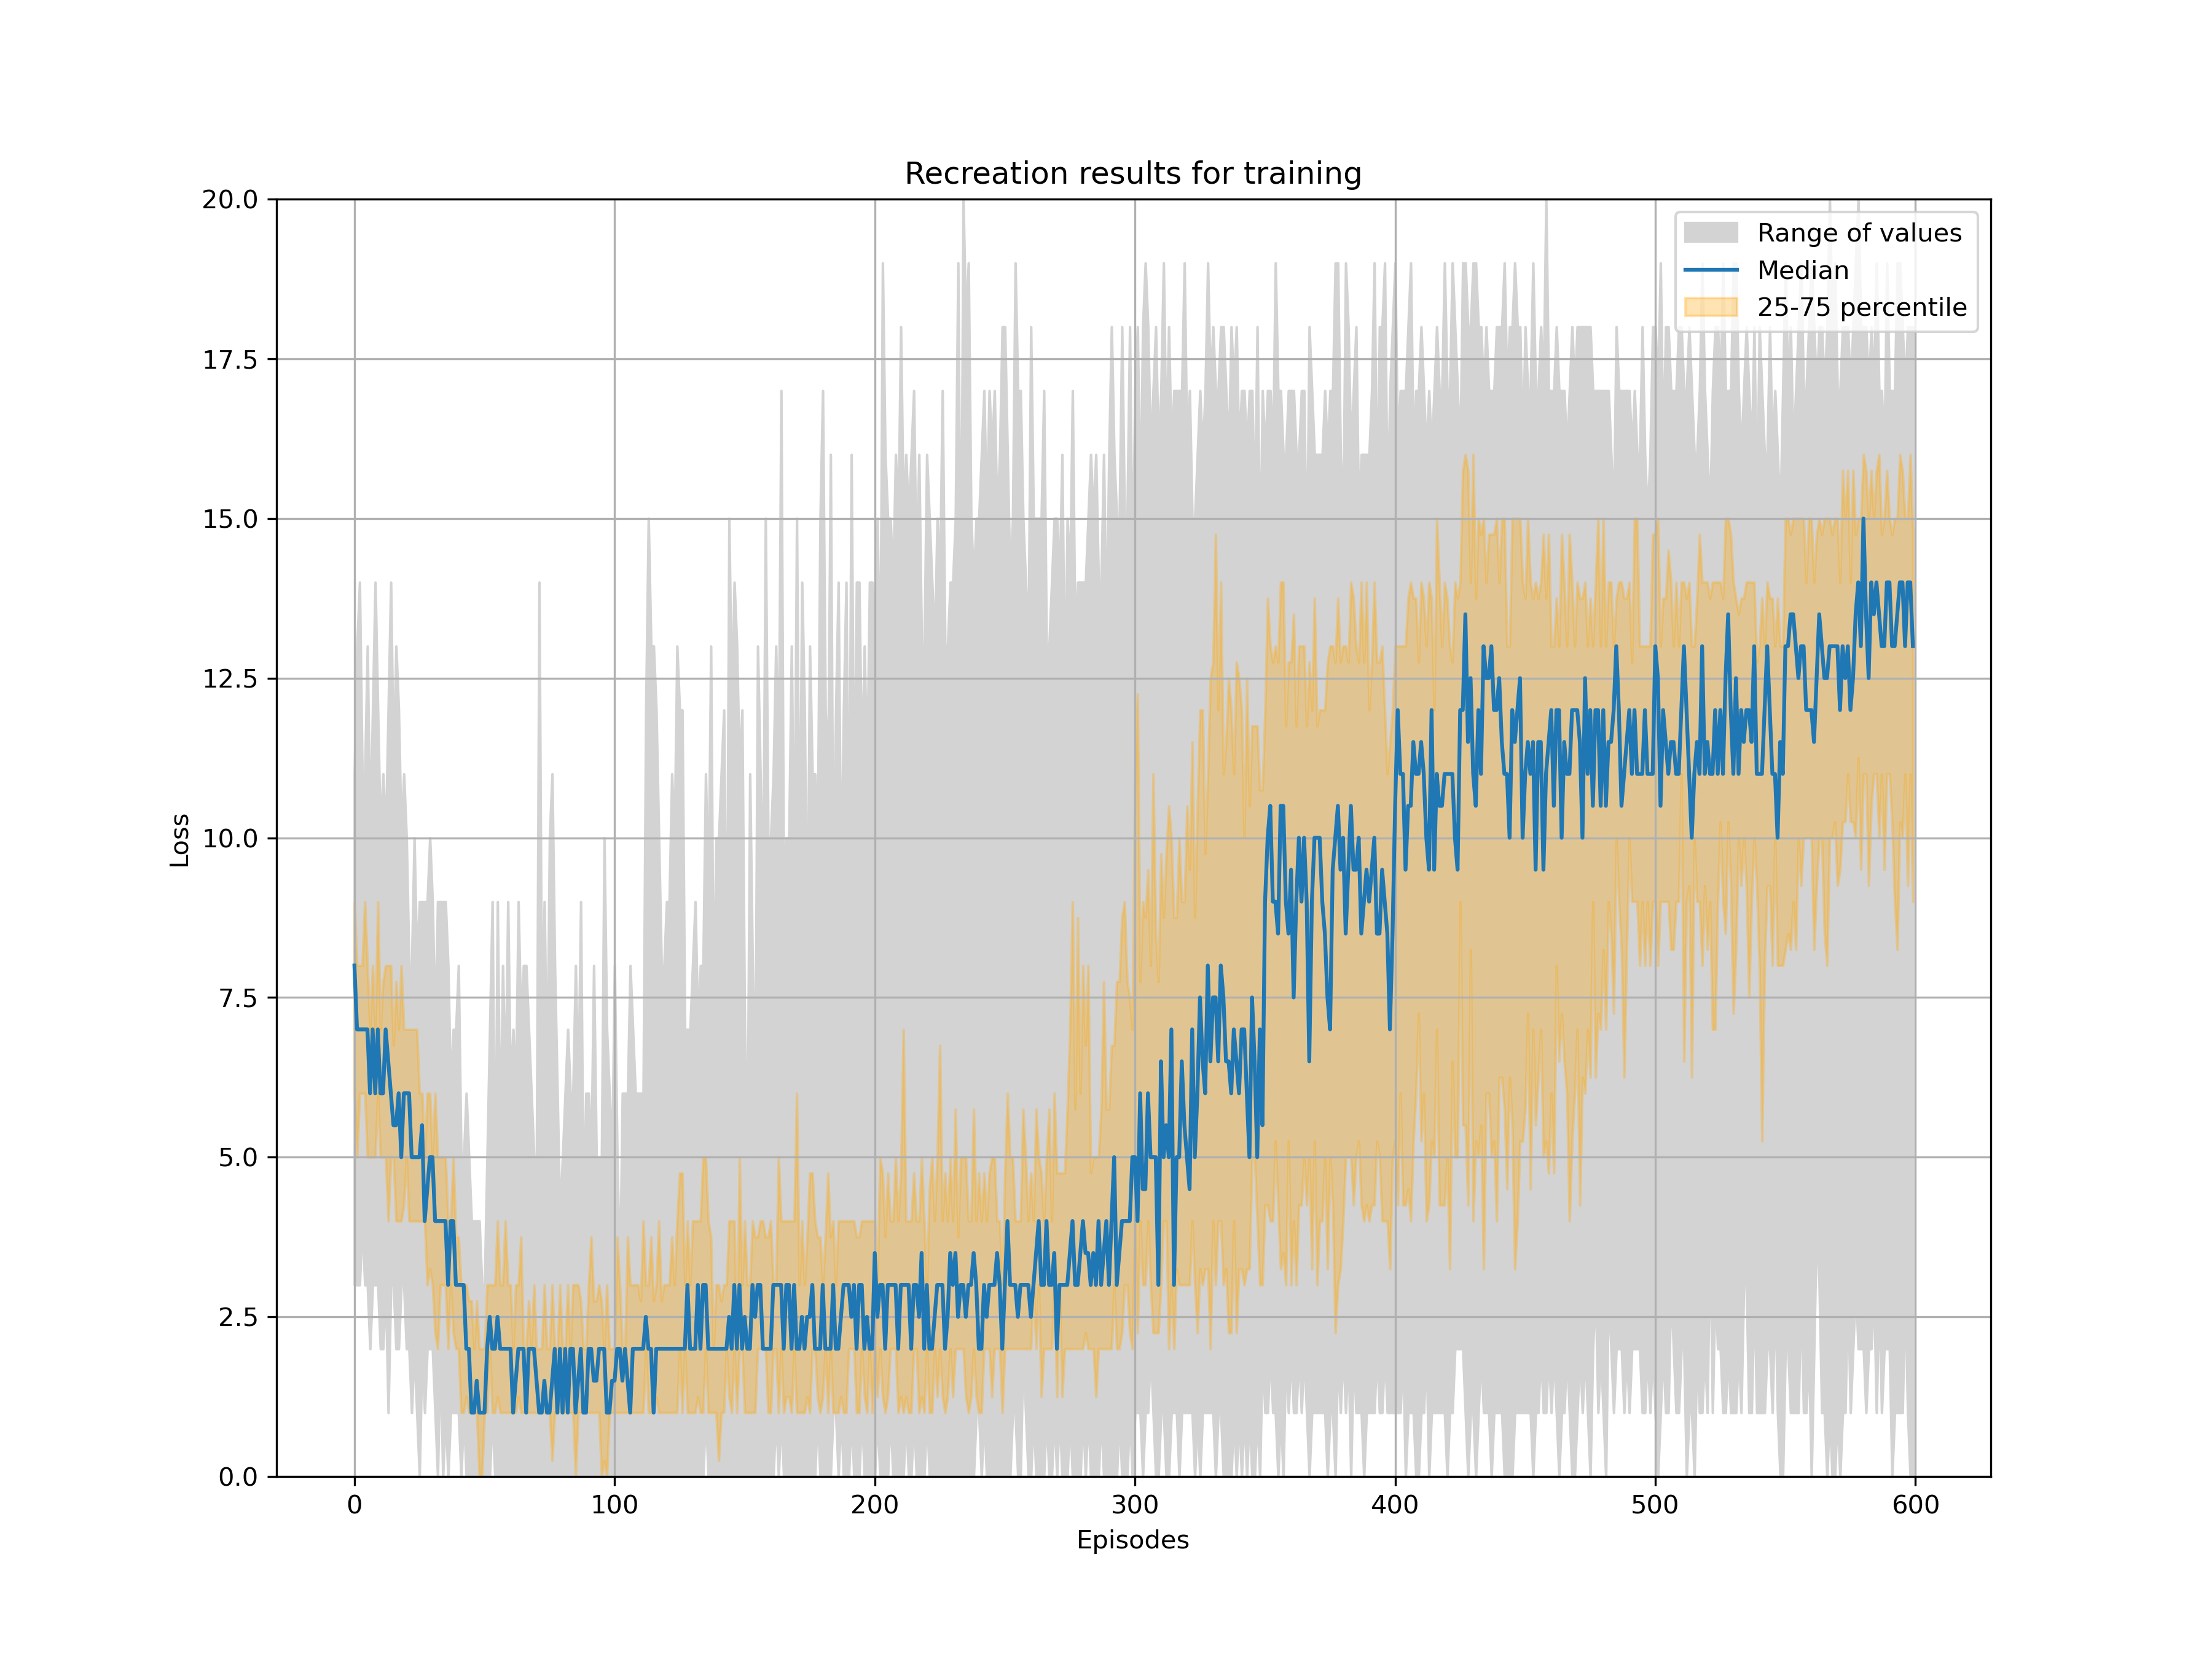 Recreation results for training
20.0
17.5
15.0
12.5
10.0
7.5
5.0
2.5
0.0
Loss
Range of values
Median
25-75 percentile
0 100 200 300 400 500 600
Episodes